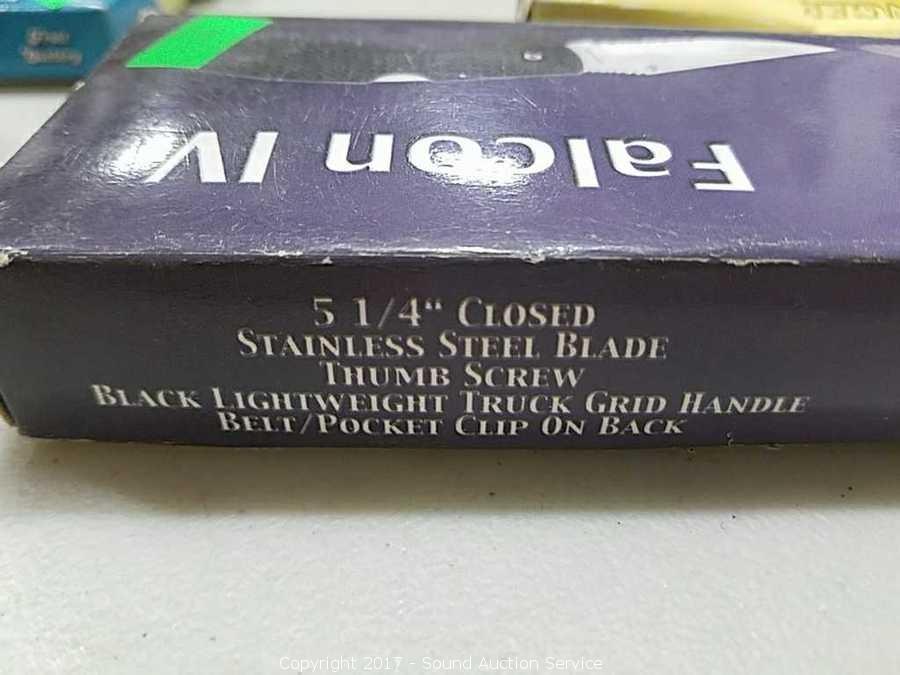 Falcon IV
5 1/4" CLOSED
STAINLESS STEEL BLADE
THUMB SCREW
BLACK LIGHTWEIGHT TRUCK GRID HANDLE
BELT/POCKET CLIP ON BACK
Copyright 2017 - Sound Auction Service